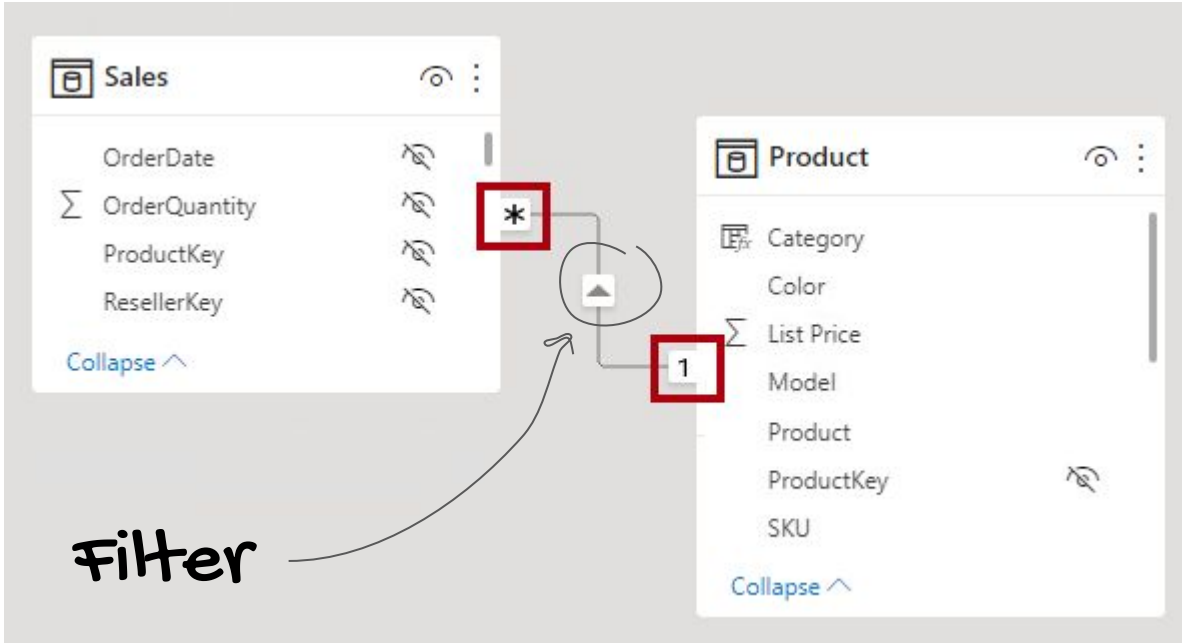 Sales
OrderDate
OrderQuantity
ProductKey
ResellerKey
Collapse
*
1
Product
Category
Color
List Price
Model
Product
ProductKey
SKU
Collapse
Filter